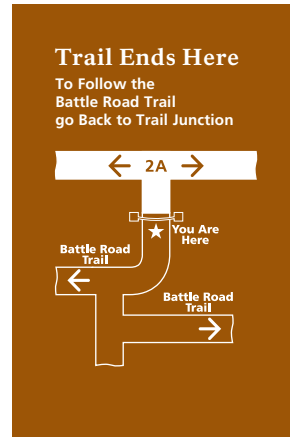 Trail Ends Here
To Follow the
Battle Road Trail
go Back to Trail Junction
2A
You Are
Here
Battle Road
Trail
Battle Road
Trail